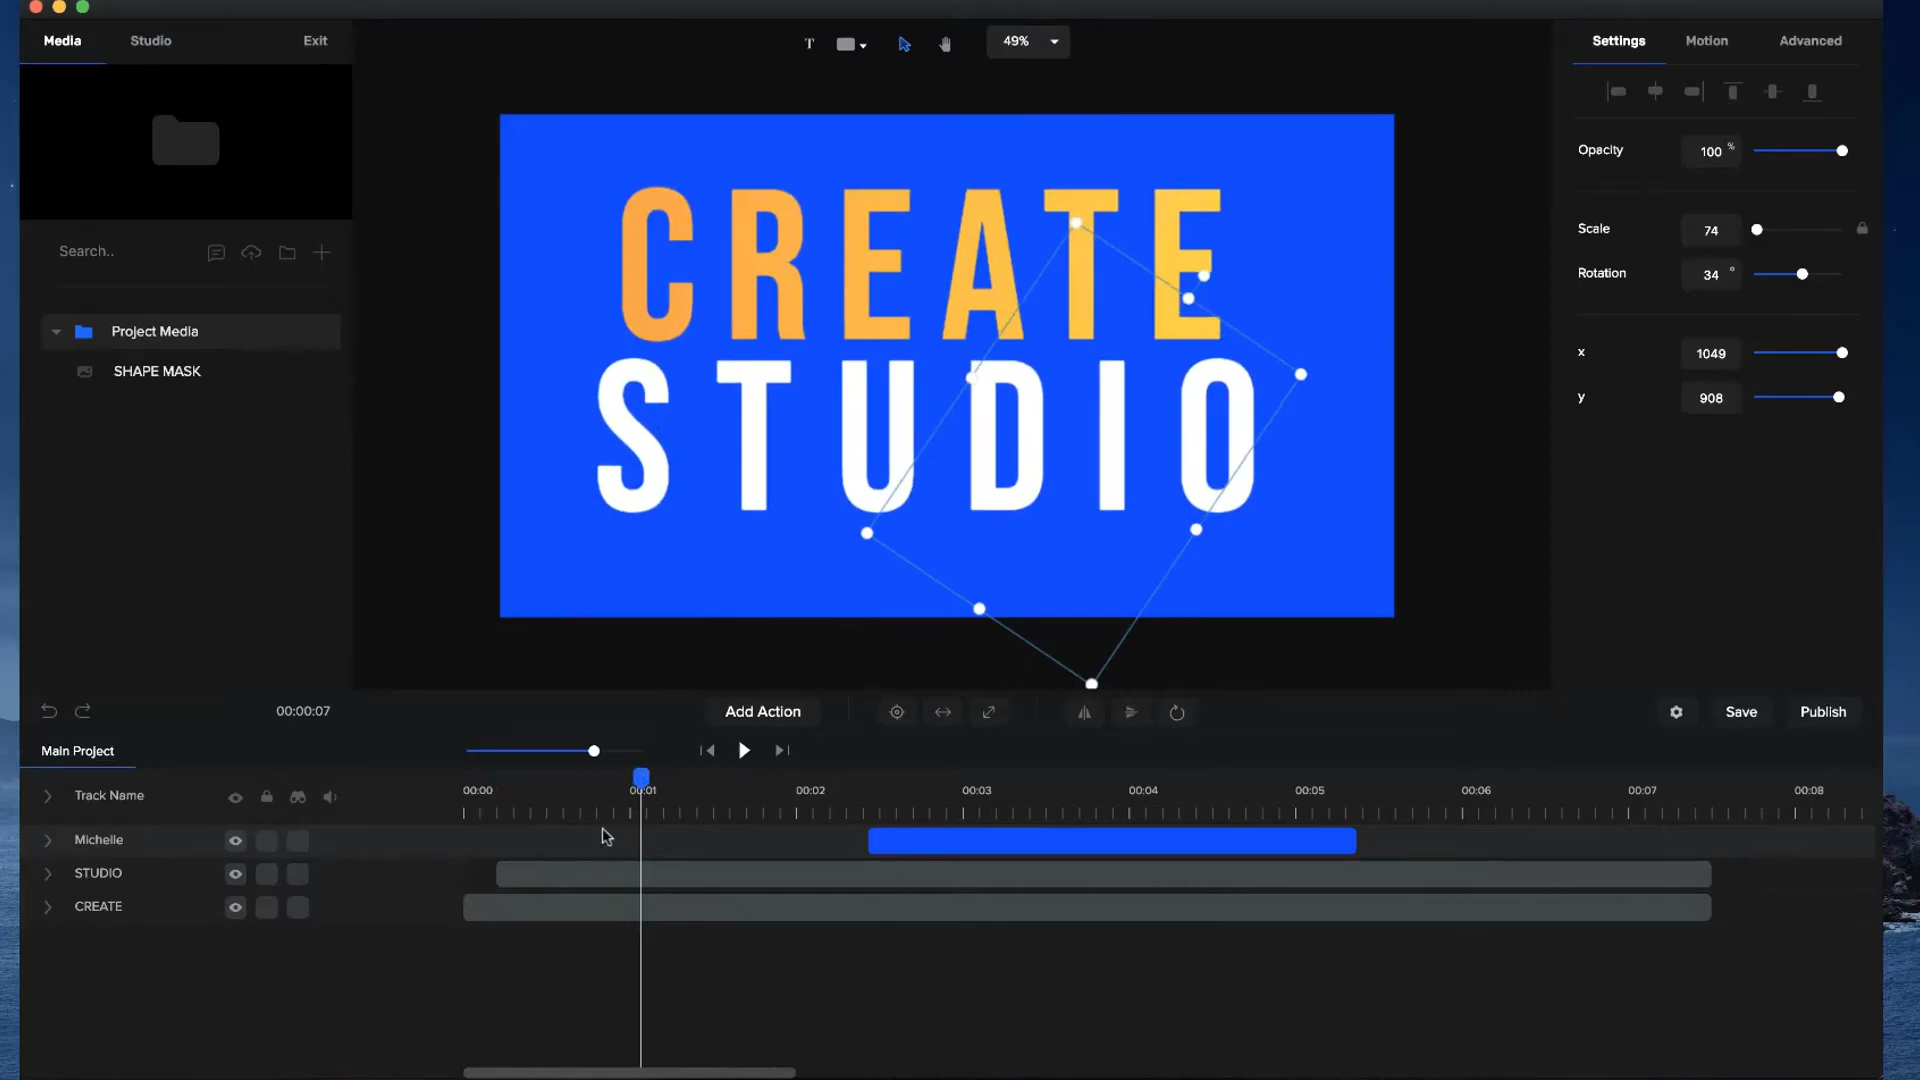 Media Studio Exit
T 49%
Settings Motion Advanced
Opacity 100 %
Search..
Scale 74
Rotation 34 °
Project Media
SHAPE MASK
x 1049
y 908
CREATE
STUDIO
00:00:07 Add Action Save Publish
Main Project
Track Name 00:00 00:01 00:02 00:03 00:04 00:05 00:06 00:07 00:08
Michelle
STUDIO
CREATE